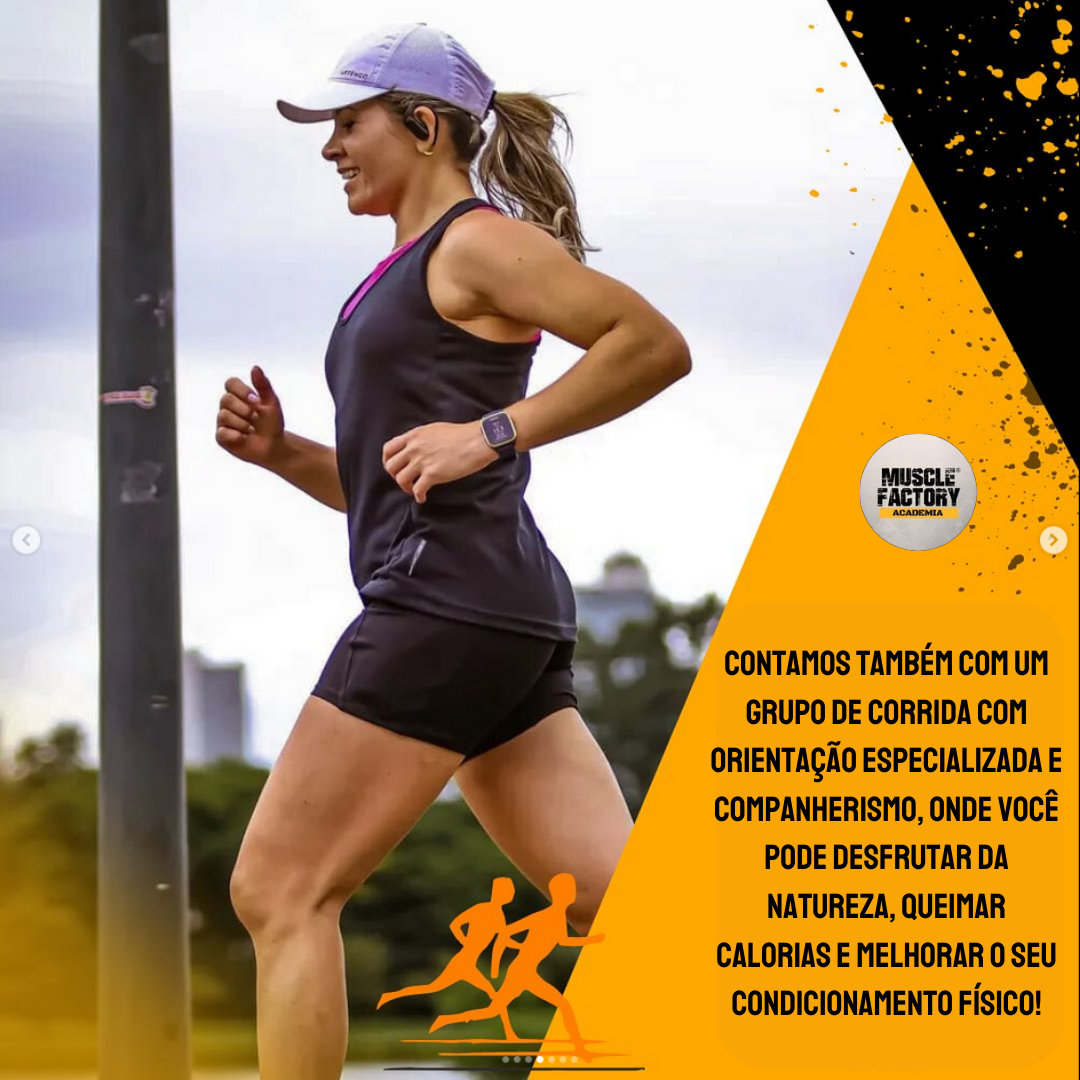 MUSCLE
FACTORY
ACADEMIA
CONTAMOS TAMBÉM COM UM
GRUPO DE CORRIDA COM
ORIENTAÇÃO ESPECIALIZADA E
COMPANHERISMO, ONDE VOCÊ
PODE DESFRUTAR DA
NATUREZA, QUEIMAR
CALORIAS E MELHORAR O SEU
CONDICIONAMENTO FÍSICO!